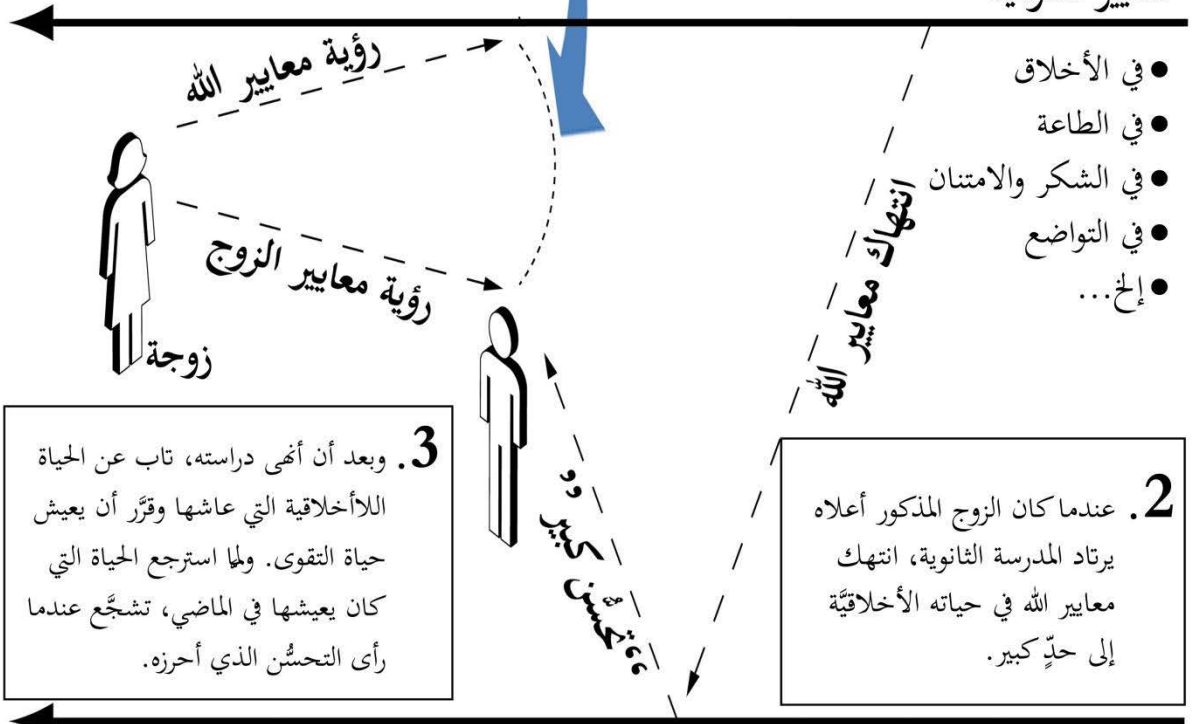 • في الأخلاق
• في الطاعة
• في الشكر والامتنان
• في التواضع
• إلخ...
رؤية معايير الله
رؤية معايير الزوج
زوجة
انتهاك معايير الله
“تحسُّن كبير”
2. عندما كان الزوج المذكور أعلاه
يرتاد المدرسة الثانوية، انتهك
معايير الله في حياته الأخلاقيَّة
إلى حدٍّ كبير.
3. وبعد أن أنهى دراسته، تاب عن الحياة
اللاأخلاقية التي عاشها وقرَّر أن يعيش
حياة التقوى. ولما استرجع الحياة التي
كان يعيشها في الماضي، تشجَّع عندما
رأى التحسُّن الذي أحرزه.